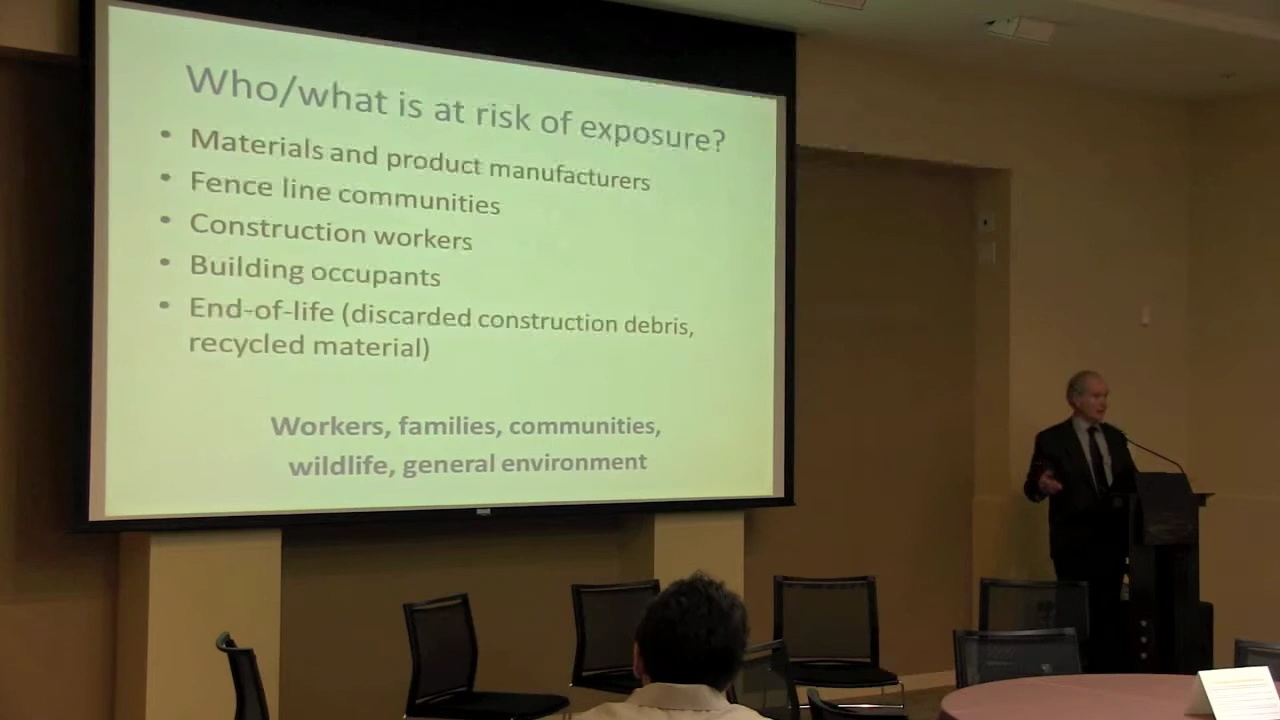 Who/what is at risk of exposure?
• Materials and product manufacturers
• Fence line communities
• Construction workers
• Building occupants
• End-of-life (discarded construction debris,
recycled material)
Workers, families, communities,
wildlife, general environment